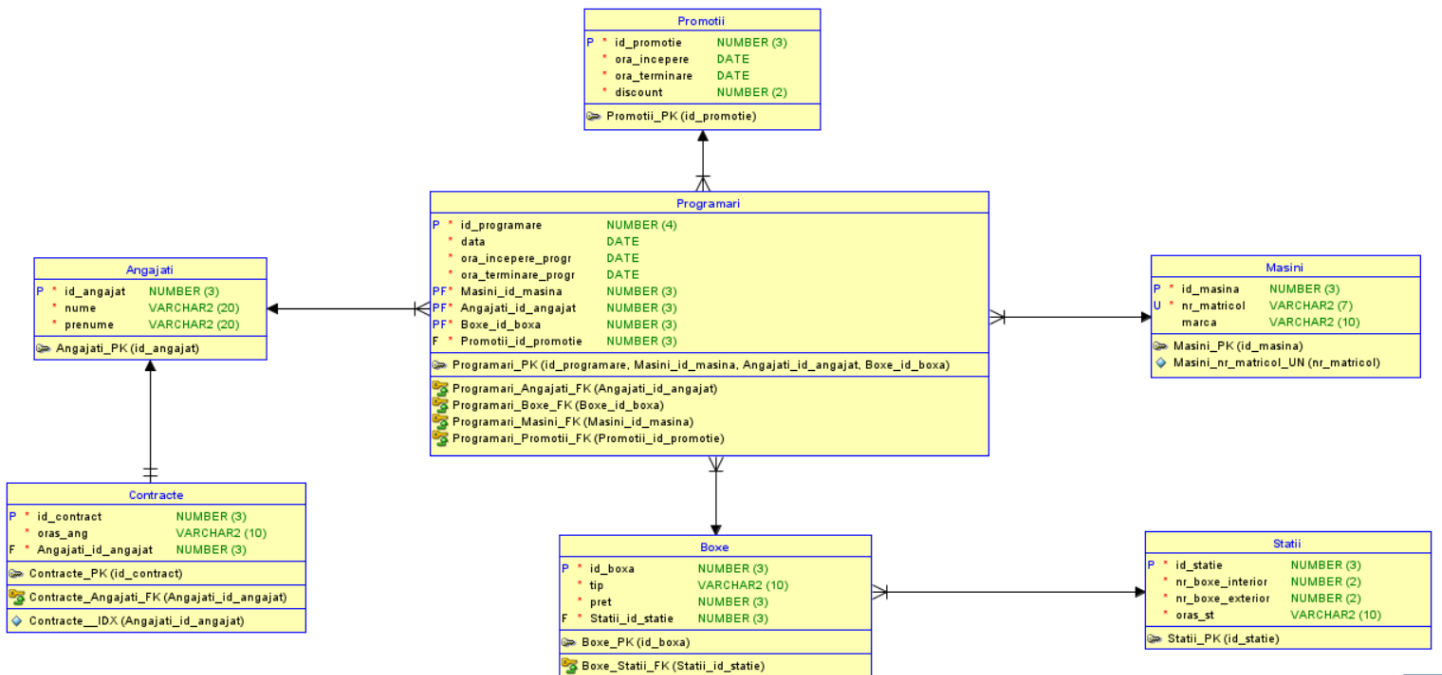 Promotii
P * id_promotie NUMBER (3)
* ora_incepere DATE
* ora_terminare DATE
* discount NUMBER (2)
Promotii_PK (id_promotie)
Programari
P * id_programare NUMBER (4)
* data DATE
* ora_incepere_progr DATE
* ora_terminare_progr DATE
PF* Masini_id_masina NUMBER (3)
PF* Angajati_id_angajat NUMBER (3)
PF* Boxe_id_boxa NUMBER (3)
F * Promotii_id_promotie NUMBER (3)
Programari_PK (id_programare, Masini_id_masina, Angajati_id_angajat, Boxe_id_boxa)
Programari_Angajati_FK (Angajati_id_angajat)
Programari_Boxe_FK (Boxe_id_boxa)
Programari_Masini_FK (Masini_id_masina)
Programari_Promotii_FK (Promotii_id_promotie)
Angajati
P * id_angajat NUMBER (3)
* nume VARCHAR2 (20)
* prenume VARCHAR2 (20)
Angajati_PK (id_angajat)
Masini
P * id_masina NUMBER (3)
U * nr_matricol VARCHAR2 (7)
marca VARCHAR2 (10)
Masini_PK (id_masina)
Masini_nr_matricol_UN (nr_matricol)
Contracte
P * id_contract NUMBER (3)
* oras_ang VARCHAR2 (10)
F * Angajati_id_angajat NUMBER (3)
Contracte_PK (id_contract)
Contracte_Angajati_FK (Angajati_id_angajat)
Contracte__IDX (Angajati_id_angajat)
Boxe
P * id_boxa NUMBER (3)
* tip VARCHAR2 (10)
* pret NUMBER (3)
F * Statii_id_statie NUMBER (3)
Boxe_PK (id_boxa)
Boxe_Statii_FK (Statii_id_statie)
Statii
P * id_statie NUMBER (3)
* nr_boxe_interior NUMBER (2)
* nr_boxe_exterior NUMBER (2)
* oras_st VARCHAR2 (10)
Statii_PK (id_statie)